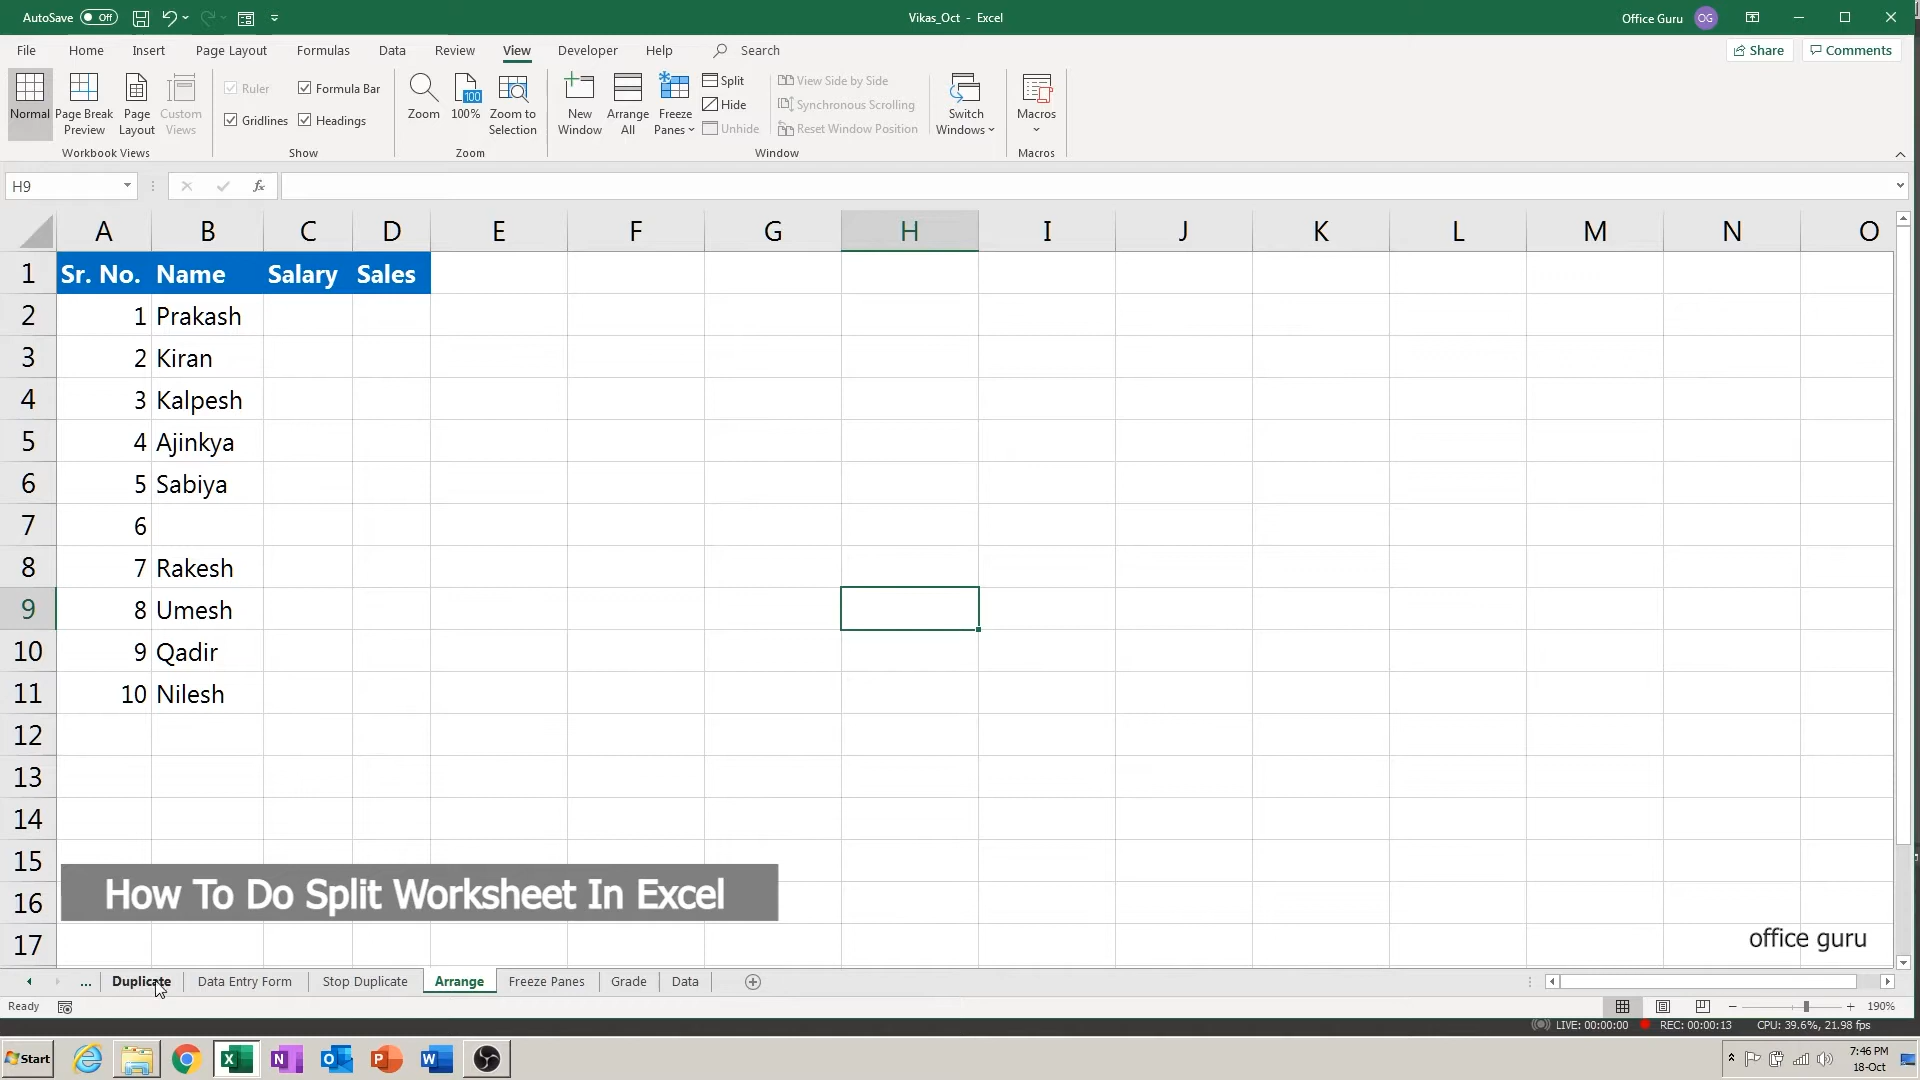 AutoSave Off
Vikas_Oct - Excel
Office Guru OG
File Home Insert Page Layout Formulas Data Review View Developer Help Search
Share Comments
Normal Page Break Preview Page Layout Custom Views
Workbook Views
Ruler Formula Bar
Gridlines Headings
Show
Zoom 100% Zoom to Selection
Zoom
New Window Arrange All Freeze Panes
Split View Side by Side
Hide Synchronous Scrolling
Unhide Reset Window Position
Switch Windows
Window
Macros
Macros
H9 fx
A B C D E F G H I J K L M N O
1 Sr. No. Name Salary Sales
2 1 Prakash
3 2 Kiran
4 3 Kalpesh
5 4 Ajinkya
6 5 Sabiya
7 6
8 7 Rakesh
9 8 Umesh
10 9 Qadir
11 10 Nilesh
12
13
14
15
How To Do Split Worksheet In Excel
16
office guru
17
... Duplicate Data Entry Form Stop Duplicate Arrange Freeze Panes Grade Data
Ready 190%
LIVE: 00:00:00 REC: 00:00:13 CPU: 39.6%, 21.98 fps
Start
7:46 PM
18-Oct